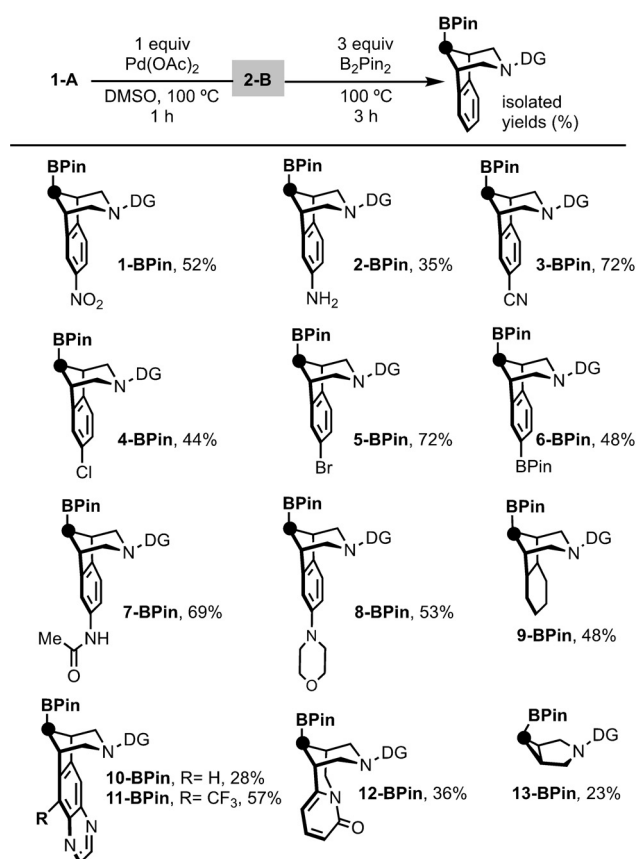 BPin
1 equiv
Pd(OAc)₂
3 equiv
B₂Pin₂
1-A
2-B
N
DG
DMSO, 100 ºC
1 h
100 ºC
3 h
isolated
yields (%)
BPin
BPin
BPin
N
DG
N
DG
N
DG
1-BPin, 52%
2-BPin, 35%
3-BPin, 72%
NO₂
NH₂
CN
BPin
BPin
BPin
N
DG
N
DG
N
DG
4-BPin, 44%
5-BPin, 72%
6-BPin, 48%
Cl
Br
BPin
BPin
BPin
BPin
N
DG
N
DG
N
DG
7-BPin, 69%
8-BPin, 53%
9-BPin, 48%
Me
NH
O
N
O
BPin
BPin
BPin
N
DG
N
DG
N
DG
10-BPin, R= H, 28%
11-BPin, R= CF₃, 57%
12-BPin, 36%
13-BPin, 23%
R
N
N
N
O